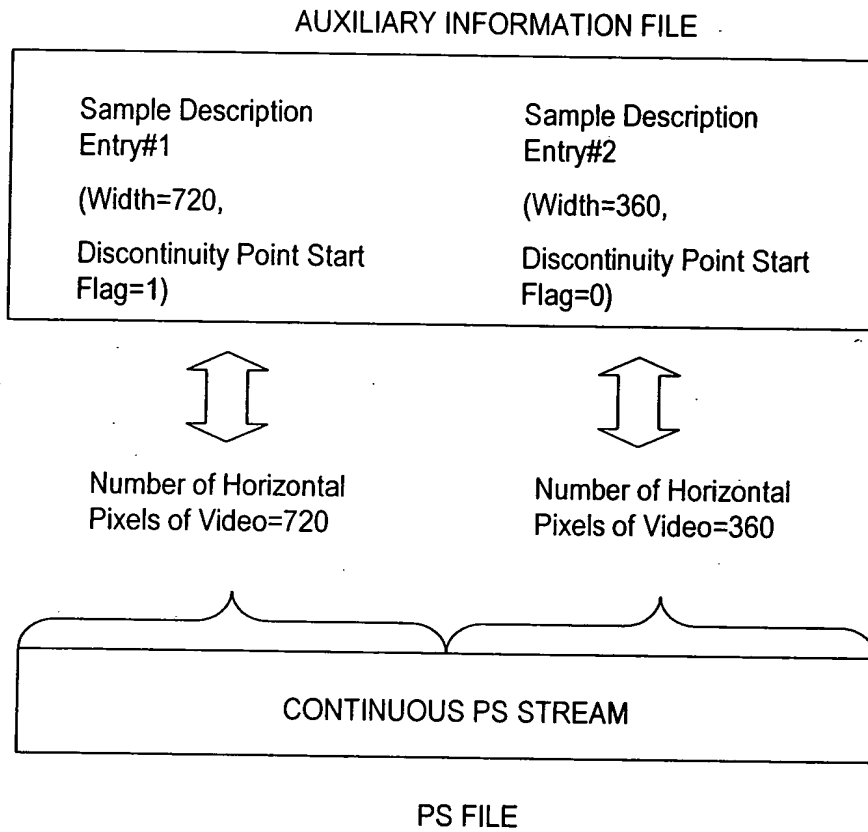 AUXILIARY INFORMATION FILE
Sample Description
Entry#1
(Width=720,
Discontinuity Point Start
Flag=1)
Sample Description
Entry#2
(Width=360,
Discontinuity Point Start
Flag=0)
Number of Horizontal
Pixels of Video=720
Number of Horizontal
Pixels of Video=360
CONTINUOUS PS STREAM
PS FILE